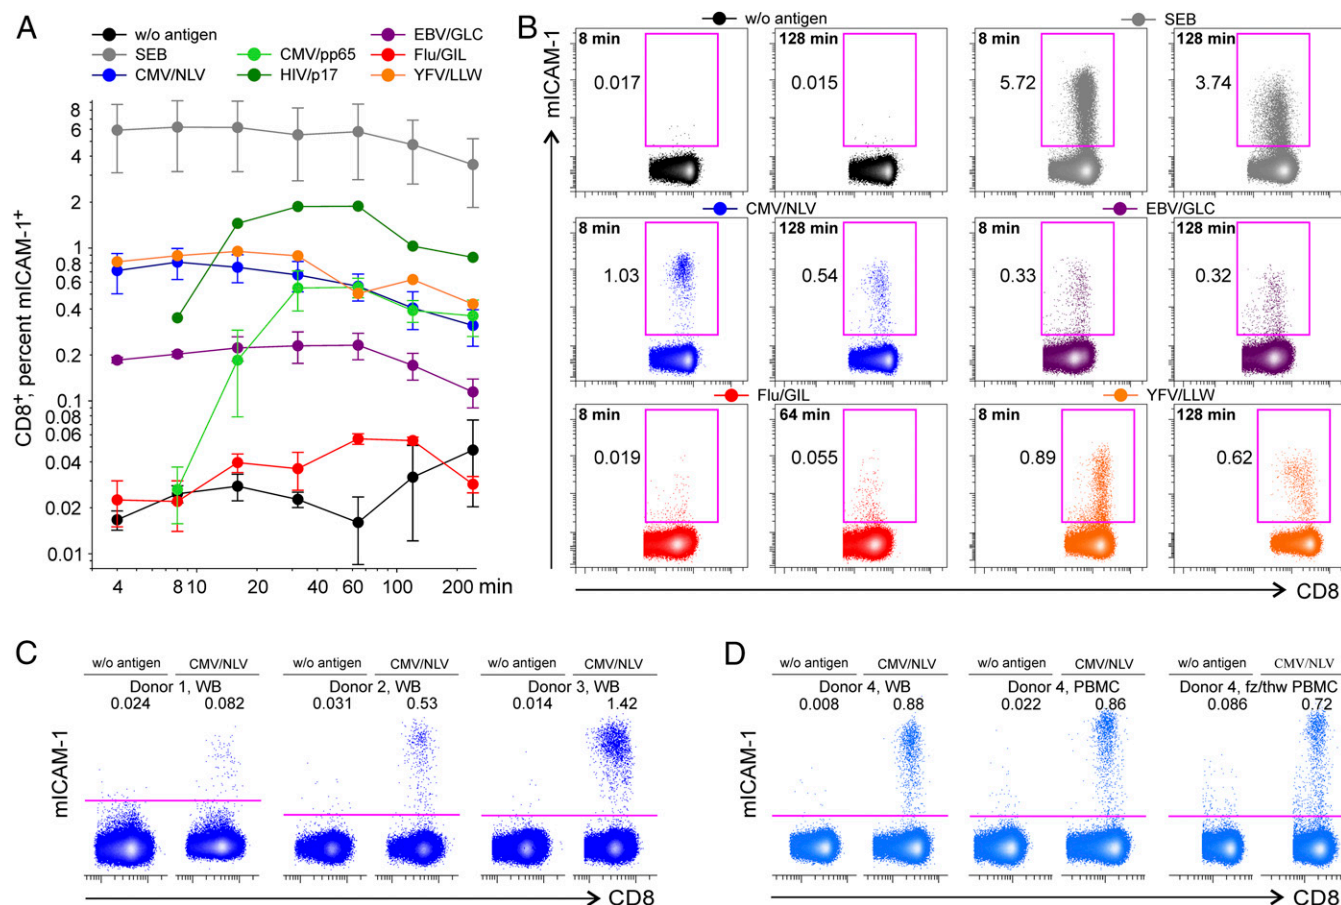 A
w/o antigen
SEB
CMV/NLV
CMV/pp65
HIV/p17
EBV/GLC
Flu/GIL
YFV/LLW
CD8⁺, percent mICAM-1⁺
8
6
4
2
1
0.8
0.6
0.4
0.2
0.1
0.08
0.06
0.04
0.02
0.01
4 8 10 20 40 60 100 200 min
B
mICAM-1
w/o antigen
SEB
8 min
0.017
128 min
0.015
8 min
5.72
128 min
3.74
CMV/NLV
EBV/GLC
8 min
1.03
128 min
0.54
8 min
0.33
128 min
0.32
Flu/GIL
YFV/LLW
8 min
0.019
64 min
0.055
8 min
0.89
128 min
0.62
CD8
C
w/o antigen CMV/NLV w/o antigen CMV/NLV w/o antigen CMV/NLV
Donor 1, WB Donor 2, WB Donor 3, WB
0.024 0.082 0.031 0.53 0.014 1.42
mICAM-1
CD8
D
w/o antigen CMV/NLV w/o antigen CMV/NLV w/o antigen CMV/NLV
Donor 4, WB Donor 4, PBMC Donor 4, fz/thw PBMC
0.008 0.88 0.022 0.86 0.086 0.72
mICAM-1
CD8